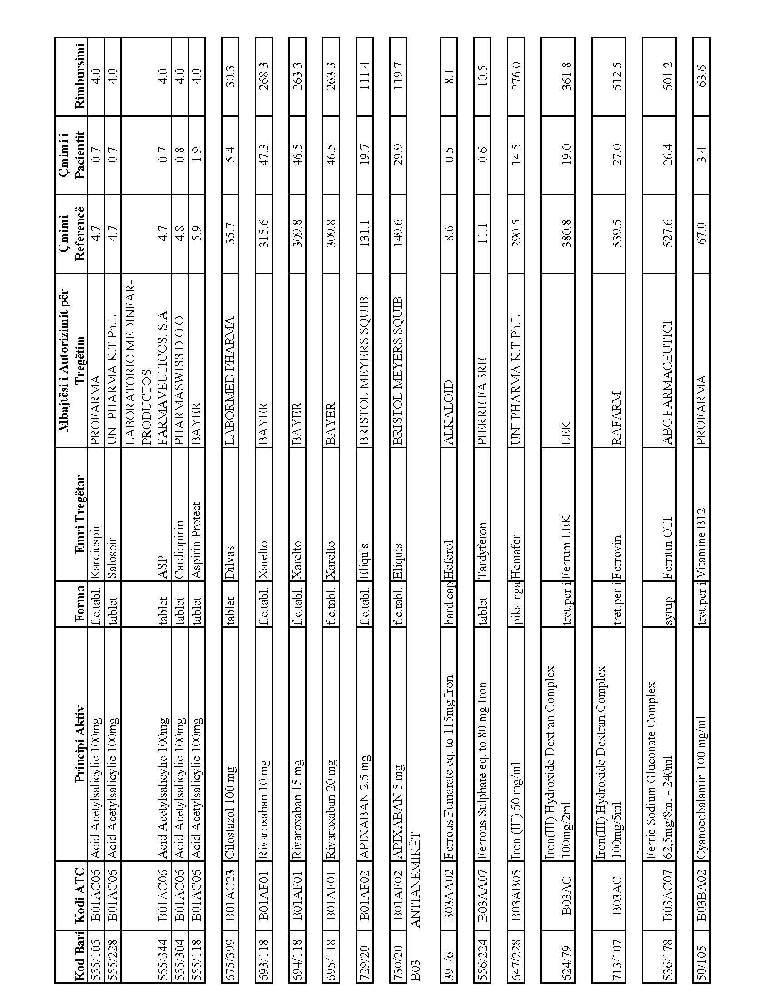 Kod Bari Kodi ATC Principi Aktiv Forma Emri Tregëtar Mbajtësi i Autorizimit për Tregëtim Çmimi Referencë Çmimi i Pacientit Rimbursimi
555/105 B01AC06 Acid Acetylsalicylic 100mg f.c.tabl. Kardiospir PROFARMA 4.7 0.7 4.0
555/228 B01AC06 Acid Acetylsalicylic 100mg tablet Salospir UNI PHARMA K.T.Ph.L 4.7 0.7 4.0
LABORATORIO MEDINFAR-
PRODUCTOS
555/344 B01AC06 Acid Acetylsalicylic 100mg tablet ASP FARMAVEUTICOS, S.A 4.7 0.7 4.0
555/304 B01AC06 Acid Acetylsalicylic 100mg tablet Cardiopirin PHARMASWISS D.O.O 4.8 0.8 4.0
555/118 B01AC06 Acid Acetylsalicylic 100mg tablet Aspirin Protect BAYER 5.9 1.9 4.0
675/399 B01AC23 Cilostazol 100 mg tablet Dilvas LABORMED PHARMA 35.7 5.4 30.3
693/118 B01AF01 Rivaroxaban 10 mg f.c.tabl. Xarelto BAYER 315.6 47.3 268.3
694/118 B01AF01 Rivaroxaban 15 mg f.c.tabl. Xarelto BAYER 309.8 46.5 263.3
695/118 B01AF01 Rivaroxaban 20 mg f.c.tabl. Xarelto BAYER 309.8 46.5 263.3
729/20 B01AF02 APIXABAN 2.5 mg f.c.tabl. Eliquis BRISTOL MEYERS SQUIB 131.1 19.7 111.4
730/20 B01AF02 APIXABAN 5 mg f.c.tabl. Eliquis BRISTOL MEYERS SQUIB 149.6 29.9 119.7
B03 ANTIANEMIKËT
391/6 B03AA02 Ferrous Fumarate eq. to 115mg Iron hard cap Heferol ALKALOID 8.6 0.5 8.1
556/224 B03AA07 Ferrous Sulphate eq. to 80 mg Iron tablet Tardyferon PIERRE FABRE 11.1 0.6 10.5
647/228 B03AB05 Iron (III) 50 mg/ml pika nga Hemafer UNI PHARMA K.T.Ph.L 290.5 14.5 276.0
Iron(III) Hydroxide Dextran Complex
624/79 B03AC 100mg/2ml tret.per i Ferrum LEK LEK 380.8 19.0 361.8
Iron(III) Hydroxide Dextran Complex
713/107 B03AC 100mg/5ml tret.per i Ferrovin RAFARM 539.5 27.0 512.5
Ferric Sodium Gluconate Complex
536/178 B03AC07 62,5mg/8ml - 240ml syrup Ferritin OTI ABC FARMACEUTICI 527.6 26.4 501.2
50/105 B03BA02 Cyanocobalanin 100 mg/ml tret.per i Vitamine B12 PROFARMA 67.0 3.4 63.6